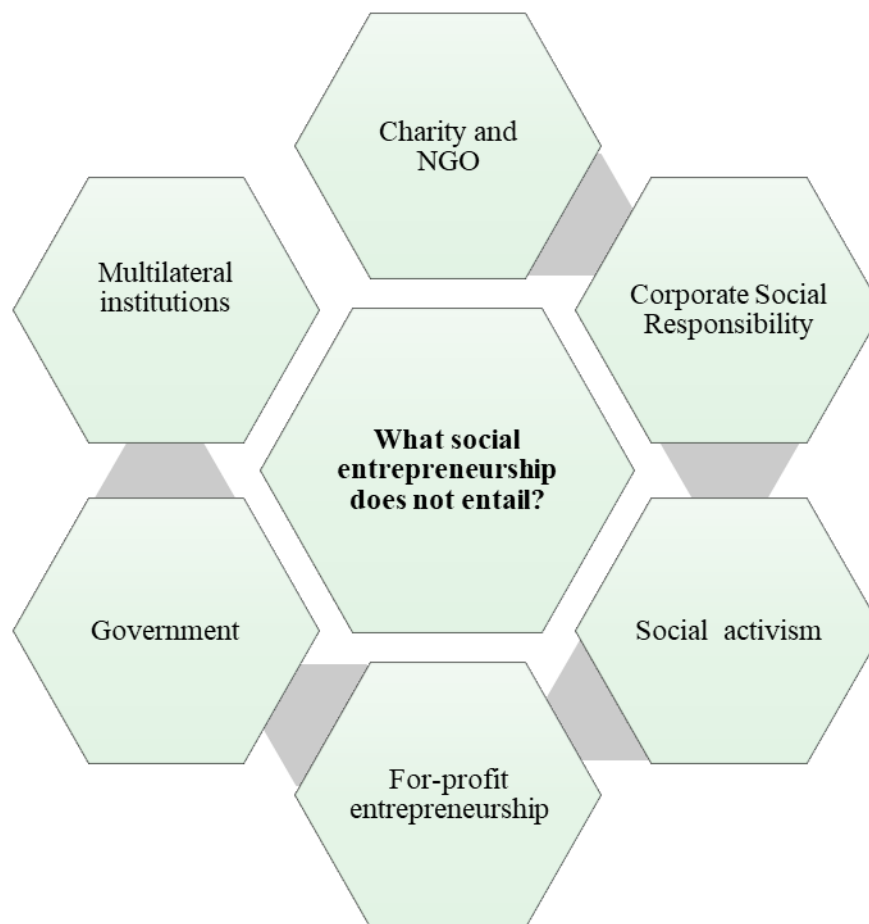 Charity and
NGO
Corporate Social
Responsibility
Social activism
For-profit
entrepreneurship
Government
Multilateral
institutions
What social
entrepreneurship
does not entail?